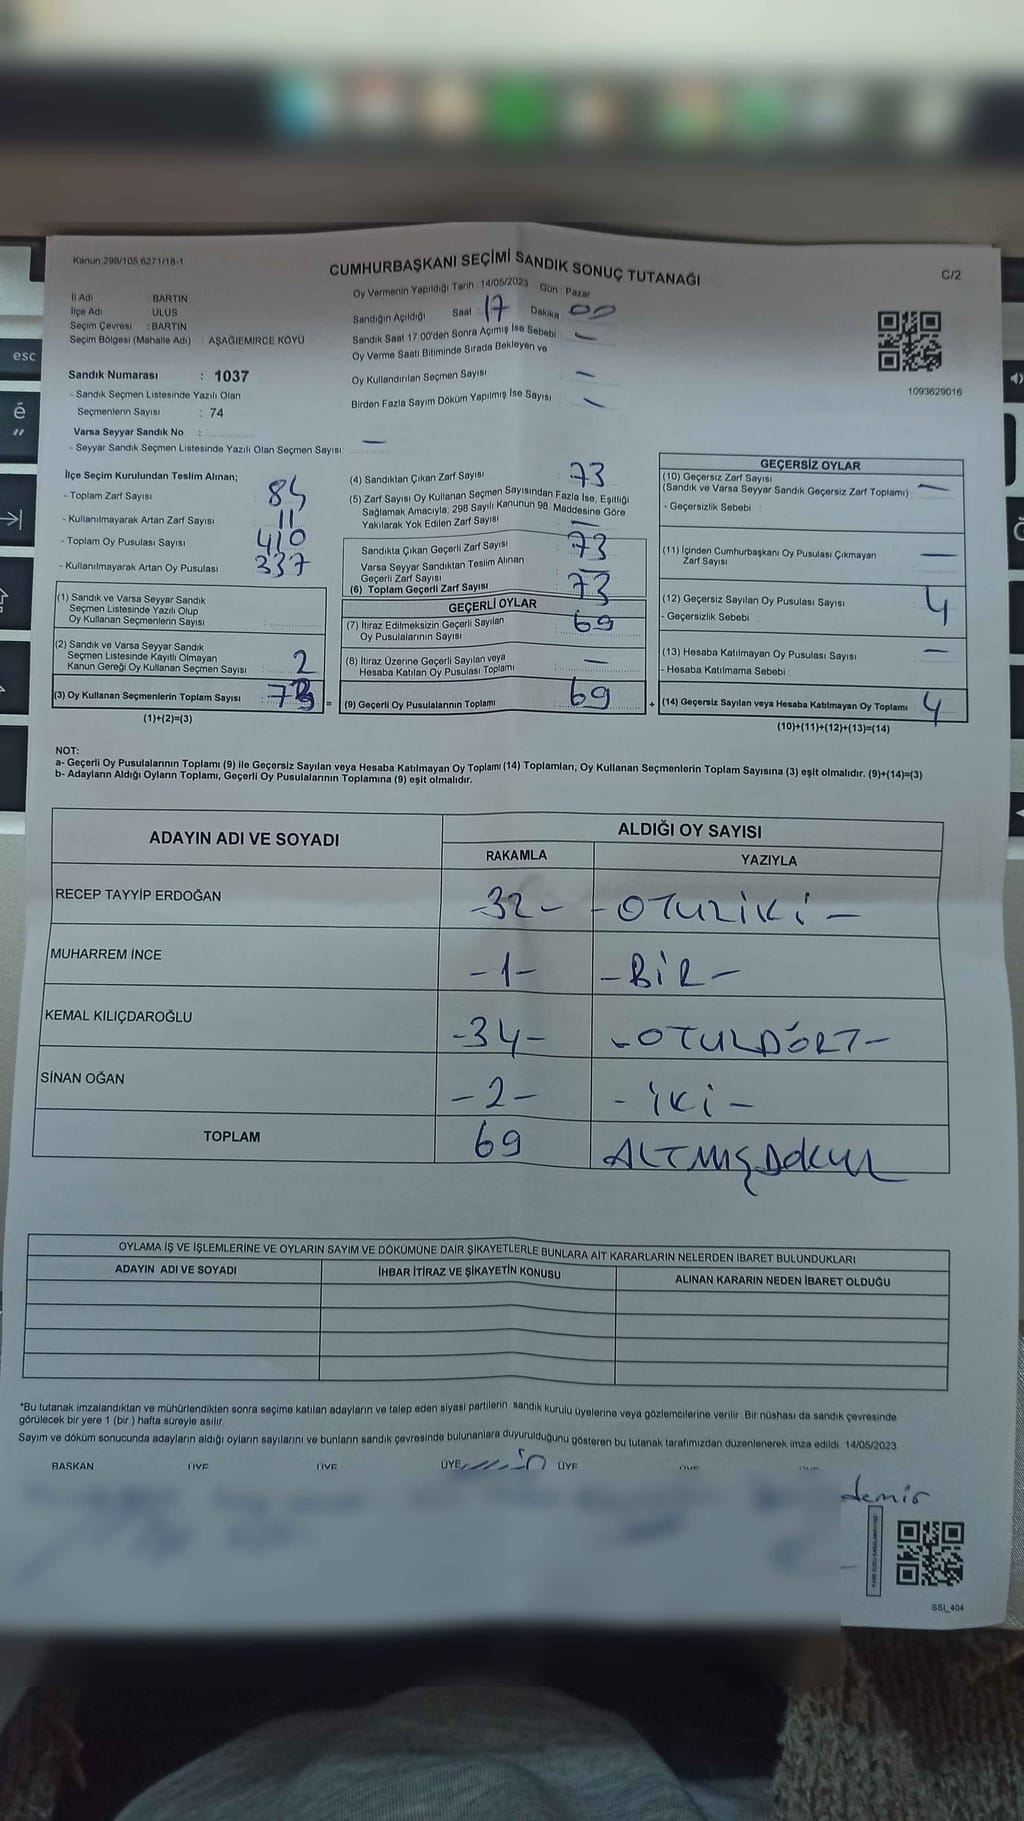 Kanun.298/105,6271/18-1
CUMHURBAŞKANI SEÇİMİ SANDIK SONUÇ TUTANAĞI
C/2
İl Adı : BARTIN
İlçe Adı : ULUS
Seçim Çevresi : BARTIN
Seçim Bölgesi (Mahalle Adı) : AŞAĞIEMİRCE KÖYÜ
Oy Vermenin Yapıldığı Tarih : 14/05/2023 Gün : Pazar
Sandığın Açıldığı Saat : 17 Dakika : 00
Sandık Saat 17:00'den Sonra Açımış İse Sebebi : —
Oy Verme Saati Bitiminde Sırada Bekleyen ve
Oy Kullandırılan Seçmen Sayısı —
Birden Fazla Sayım Döküm Yapılmış İse Sayısı —
1093629016
Sandık Numarası : 1037
- Sandık Seçmen Listesinde Yazılı Olan
Seçmenlerin Sayısı : 74
Varsa Seyyar Sandık No :
- Seyyar Sandık Seçmen Listesinde Yazılı Olan Seçmen Sayısı: —
İlçe Seçim Kurulundan Teslim Alınan;
- Toplam Zarf Sayısı 84
- Kullanılmayarak Artan Zarf Sayısı 11
- Toplam Oy Pusulası Sayısı 410
- Kullanılmayarak Artan Oy Pusulası 337
(1) Sandık ve Varsa Seyyar Sandık
Seçmen Listesinde Yazılı Olup
Oy Kullanan Seçmenlerin Sayısı
(2) Sandık ve Varsa Seyyar Sandık
Seçmen Listesinde Kayıtlı Olmayan
Kanun Gereği Oy Kullanan Seçmen Sayısı 2
(3) Oy Kullanan Seçmenlerin Toplam Sayısı : 73 =
(1)+(2)=(3)
(4) Sandıktan Çıkan Zarf Sayısı 73
(5) Zarf Sayısı Oy Kullanan Seçmen Sayısından Fazla İse, Eşitliği
Sağlamak Amacıyla, 298 Sayılı Kanunun 98. Maddesine Göre
Yakılarak Yok Edilen Zarf Sayısı —
Sandıkta Çıkan Geçerli Zarf Sayısı 73
Varsa Seyyar Sandıktan Teslim Alınan
Geçerli Zarf Sayısı —
(6) Toplam Geçerli Zarf Sayısı 73
GEÇERLİ OYLAR
(7) İtiraz Edilmeksizin Geçerli Sayılan
Oy Pusulalarının Sayısı 69
(8) İtiraz Üzerine Geçerli Sayılan veya
Hesaba Katılan Oy Pusulası Toplamı —
(9) Geçerli Oy Pusulalarının Toplamı 69 +
GEÇERSİZ OYLAR
(10) Geçersiz Zarf Sayısı
(Sandık ve Varsa Seyyar Sandık Geçersiz Zarf Toplamı) : —
- Geçersizlik Sebebi :
(11) İçinden Cumhurbaşkanı Oy Pusulası Çıkmayan
Zarf Sayısı —
(12) Geçersiz Sayılan Oy Pusulası Sayısı 4
- Geçersizlik Sebebi :
(13) Hesaba Katılmayan Oy Pusulası Sayısı —
- Hesaba Katılmama Sebebi :
(14) Geçersiz Sayılan veya Hesaba Katılmayan Oy Toplamı 4
(10)+(11)+(12)+(13)=(14)
NOT:
a- Geçerli Oy Pusulalarının Toplamı (9) ile Geçersiz Sayılan veya Hesaba Katılmayan Oy Toplamı (14) Toplamları, Oy Kullanan Seçmenlerin Toplam Sayısına (3) eşit olmalıdır. (9)+(14)=(3)
b- Adayların Aldığı Oyların Toplamı, Geçerli Oy Pusulalarının Toplamına (9) eşit olmalıdır.
ADAYIN ADI VE SOYADI
ALDIĞI OY SAYISI
RAKAMLA YAZIYLA
RECEP TAYYİP ERDOĞAN -32- -OTUZİKİ-
MUHARREM İNCE -1- -BİR-
KEMAL KILIÇDAROĞLU -34- -OTUZDÖRT-
SİNAN OĞAN -2- -İKİ-
TOPLAM 69 ALTMIŞDOKUZ
OYLAMA İŞ VE İŞLEMLERİNE VE OYLARIN SAYIM VE DÖKÜMÜNE DAİR ŞİKAYETLERLE BUNLARA AİT KARARLARIN NELERDEN İBARET BULUNDUKLARI
ADAYIN ADI VE SOYADI İHBAR İTİRAZ VE ŞİKAYETİN KONUSU ALINAN KARARIN NEDEN İBARET OLDUĞU
*Bu tutanak imzalandıktan ve mühürlendikten sonra seçime katılan adayların ve talep eden siyasi partilerin sandık kurulu üyelerine veya gözlemcilerine verilir. Bir nüshası da sandık çevresinde
görülecek bir yere 1 (bir) hafta süreyle asılır.
Sayım ve döküm sonucunda adayların aldığı oyların sayılarını ve bunların sandık çevresinde bulunanlara duyurulduğunu gösteren bu tutanak tarafımızdan düzenlenerek imza edildi. 14/05/2023
BAŞKAN ÜYE ÜYE ÜYE ÜYE
demir
SSI_404
esc
é